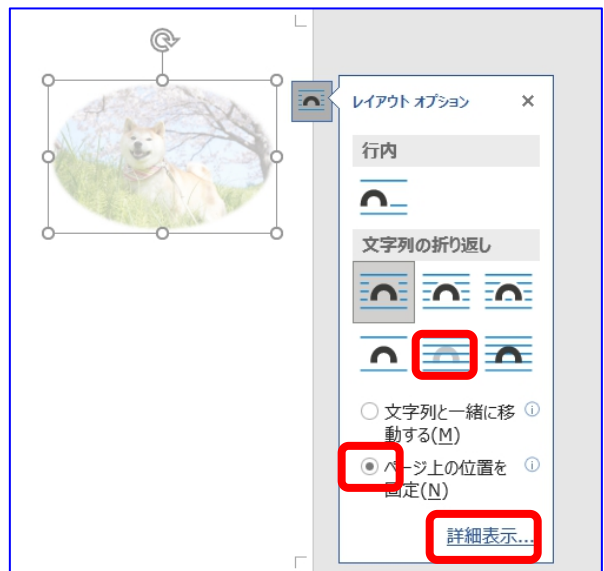 レイアウト オプション
行内
文字列の折り返し
文字列と一緒に移
動する(M)
ページ上の位置を
固定(N)
詳細表示...